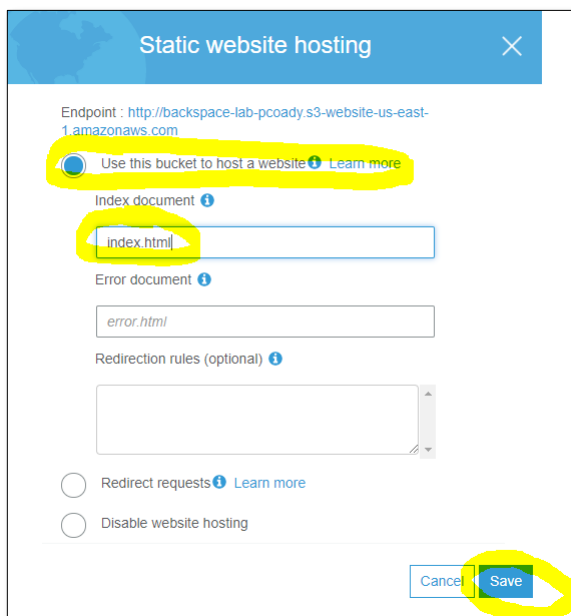 Static website hosting
Endpoint : http://backspace-lab-pcoady.s3-website-us-east-
1.amazonaws.com
Use this bucket to host a website Learn more
Index document
index.html
Error document
error.html
Redirection rules (optional)
Redirect requests Learn more
Disable website hosting
Cancel Save